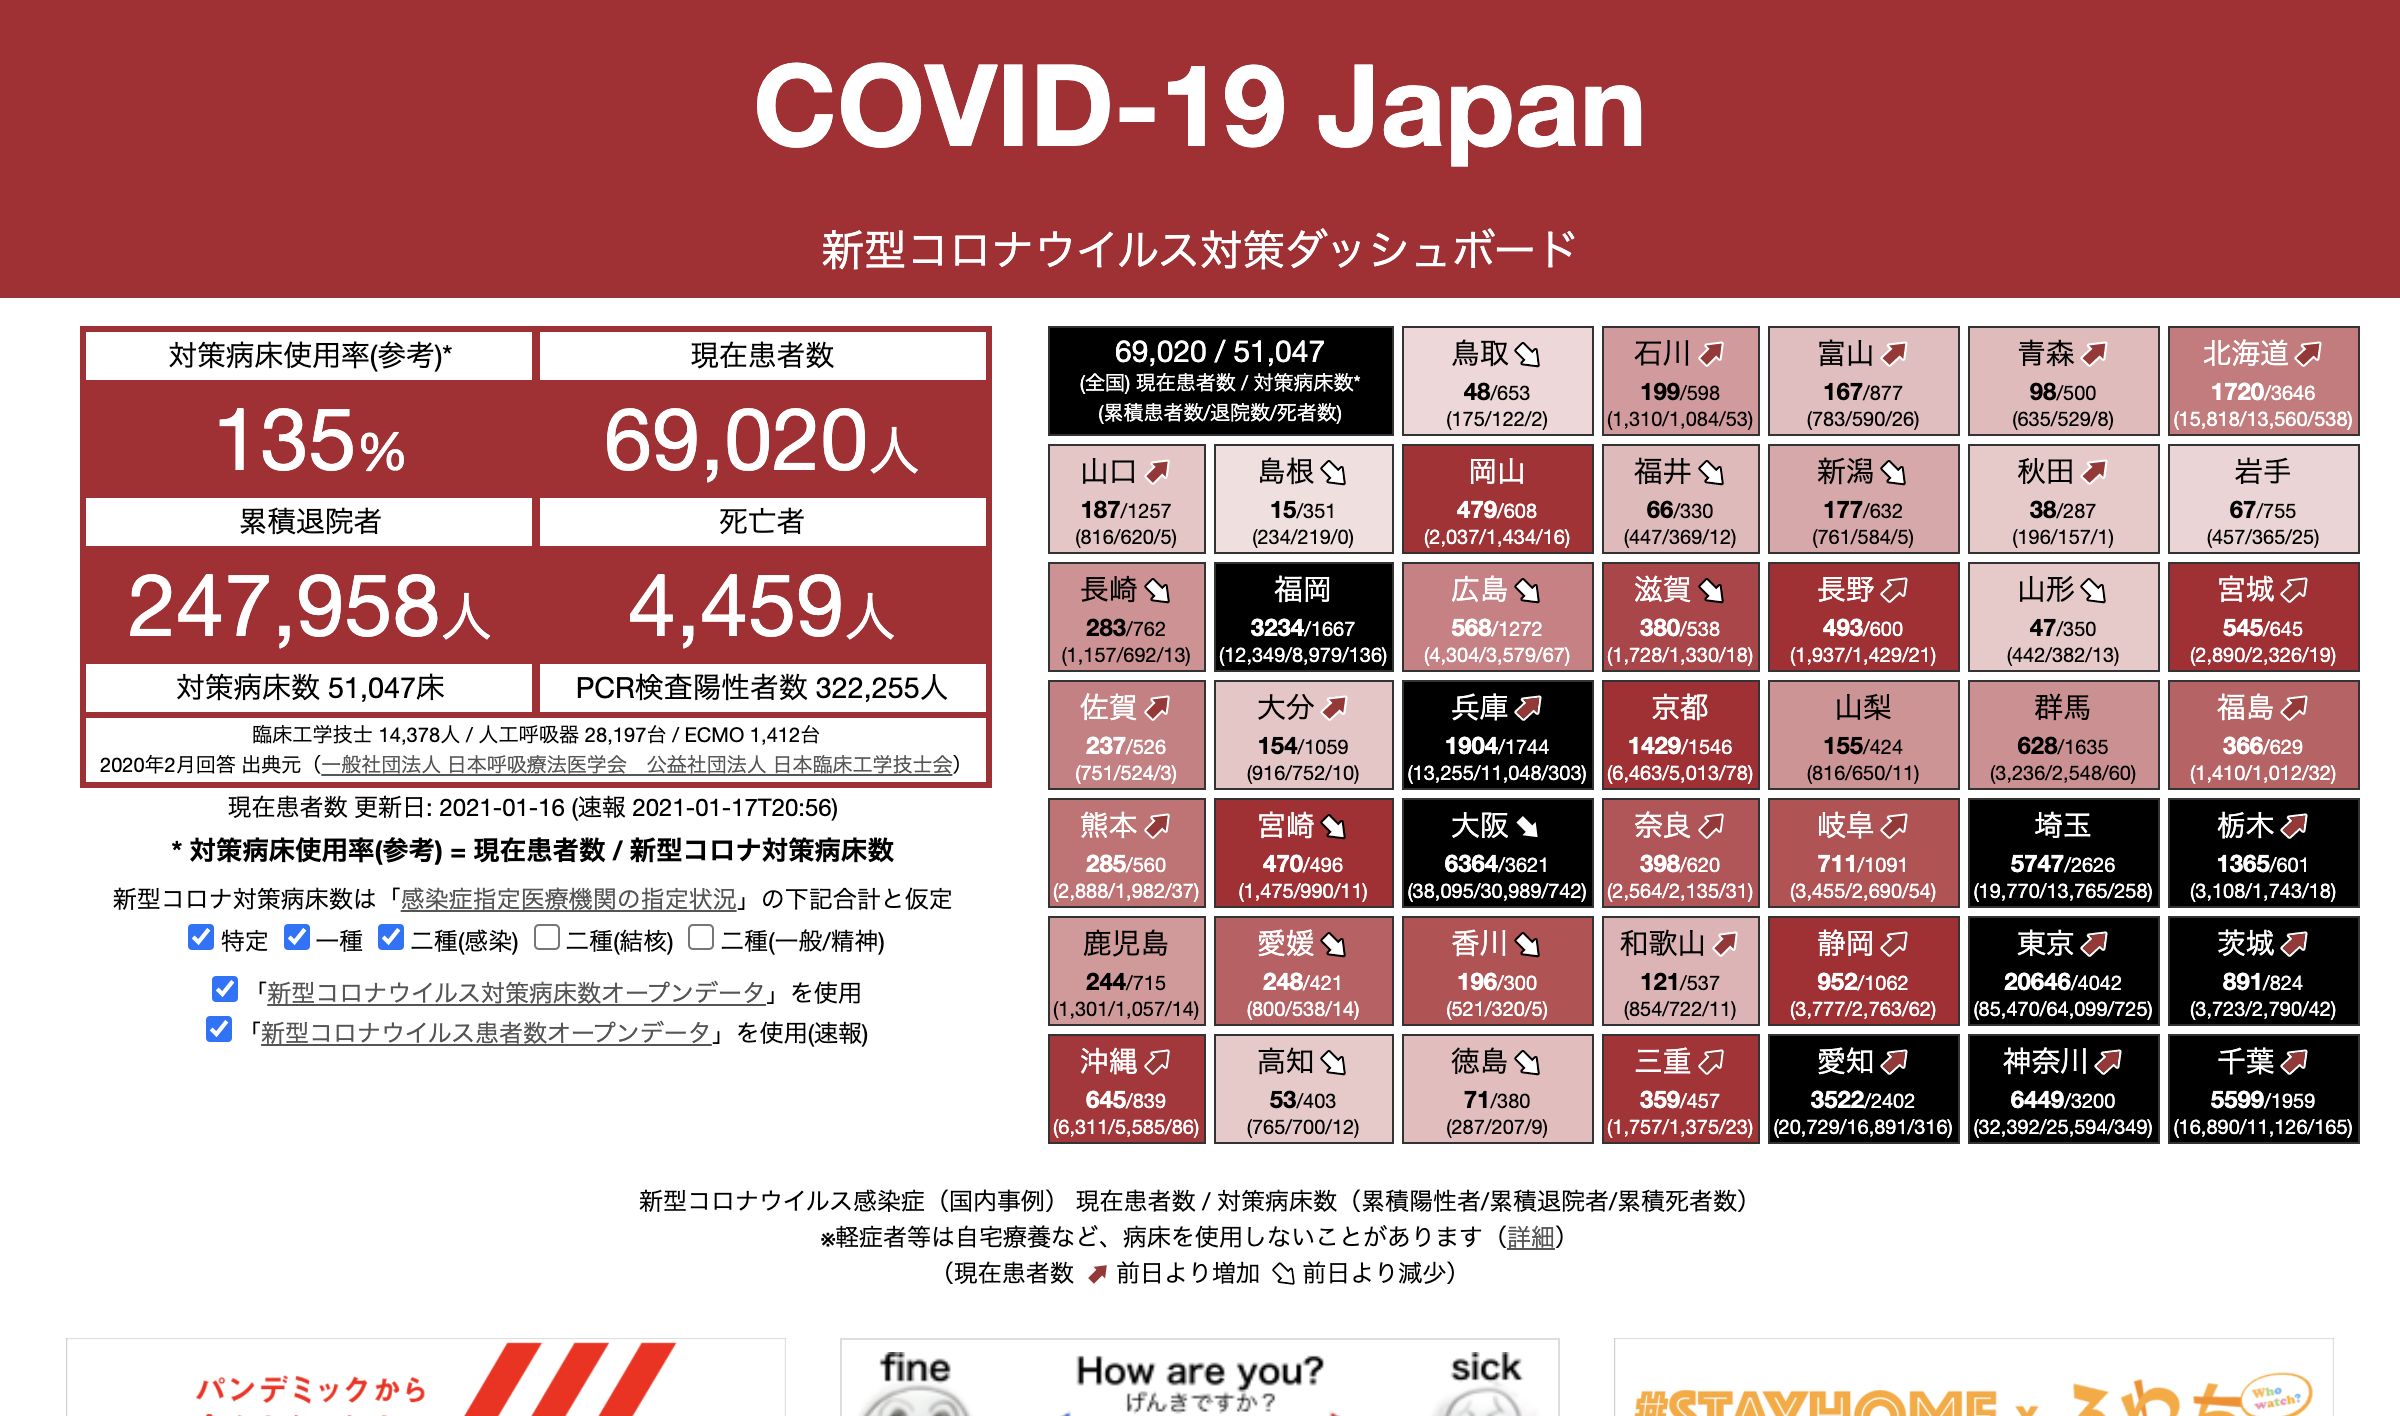 COVID-19 Japan
新型コロナウイルス対策ダッシュボード
対策病床使用率(参考)*
現在患者数
135%
69,020人
累積退院者
死亡者
247,958人
4,459人
対策病床数 51,047床
PCR検査陽性者数 322,255人
臨床工学技士 14,378人 / 人工呼吸器 28,197台 / ECMO 1,412台
2020年2月回答 出典元（一般社団法人 日本呼吸療法医学会　公益社団法人 日本臨床工学技士会）
現在患者数 更新日: 2021-01-16 (速報 2021-01-17T20:56)
* 対策病床使用率(参考) = 現在患者数 / 新型コロナ対策病床数
新型コロナ対策病床数は「感染症指定医療機関の指定状況」の下記合計と仮定
特定 一種 二種(感染) 二種(結核) 二種(一般/精神)
「新型コロナウイルス対策病床数オープンデータ」を使用
「新型コロナウイルス患者数オープンデータ」を使用(速報)
69,020 / 51,047
(全国) 現在患者数 / 対策病床数*
(累積患者数/退院数/死者数)
鳥取
48/653
(175/122/2)
石川
199/598
(1,310/1,084/53)
富山
167/877
(783/590/26)
青森
98/500
(635/529/8)
北海道
1720/3646
(15,818/13,560/538)
山口
187/1257
(816/620/5)
島根
15/351
(234/219/0)
岡山
479/608
(2,037/1,434/16)
福井
66/330
(447/369/12)
新潟
177/632
(761/584/5)
秋田
38/287
(196/157/1)
岩手
67/755
(457/365/25)
長崎
283/762
(1,157/692/13)
福岡
3234/1667
(12,349/8,979/136)
広島
568/1272
(4,304/3,579/67)
滋賀
380/538
(1,728/1,330/18)
長野
493/600
(1,937/1,429/21)
山形
47/350
(442/382/13)
宮城
545/645
(2,890/2,326/19)
佐賀
237/526
(751/524/3)
大分
154/1059
(916/752/10)
兵庫
1904/1744
(13,255/11,048/303)
京都
1429/1546
(6,463/5,013/78)
山梨
155/424
(816/650/11)
群馬
628/1635
(3,236/2,548/60)
福島
366/629
(1,410/1,012/32)
熊本
285/560
(2,888/1,982/37)
宮崎
470/496
(1,475/990/11)
大阪
6364/3621
(38,095/30,989/742)
奈良
398/620
(2,564/2,135/31)
岐阜
711/1091
(3,455/2,690/54)
埼玉
5747/2626
(19,770/13,765/258)
栃木
1365/601
(3,108/1,743/18)
鹿児島
244/715
(1,301/1,057/14)
愛媛
248/421
(800/538/14)
香川
196/300
(521/320/5)
和歌山
121/537
(854/722/11)
静岡
952/1062
(3,777/2,763/62)
東京
20646/4042
(85,470/64,099/725)
茨城
891/824
(3,723/2,790/42)
沖縄
645/839
(6,311/5,585/86)
高知
53/403
(765/700/12)
徳島
71/380
(287/207/9)
三重
359/457
(1,757/1,375/23)
愛知
3522/2402
(20,729/16,891/316)
神奈川
6449/3200
(32,392/25,594/349)
千葉
5599/1959
(16,890/11,126/165)
新型コロナウイルス感染症（国内事例） 現在患者数 / 対策病床数（累積陽性者/累積退院者/累積死者数）
※軽症者等は自宅療養など、病床を使用しないことがあります（詳細）
（現在患者数 前日より増加 前日より減少）
パンデミックから
fine
How are you?
sick
げんきですか？
#STAYHOME x ふわっち
Who watch?